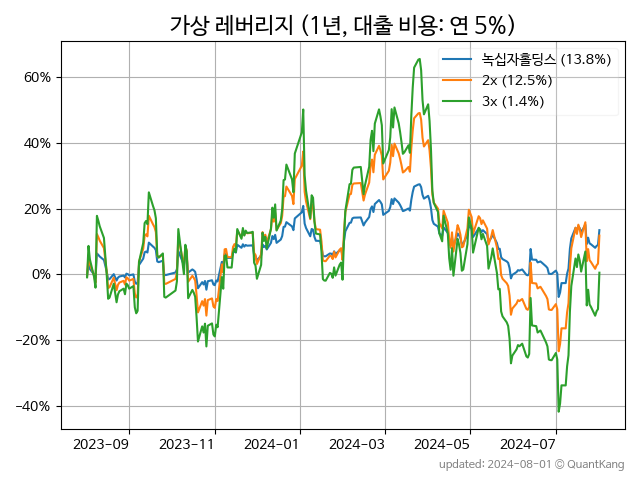 가상 레버리지 (1년, 대출 비용: 연 5%)
녹십자홀딩스 (13.8%)
2x (12.5%)
3x (1.4%)
60%
40%
20%
0%
−20%
−40%
2023-09
2023-11
2024-01
2024-03
2024-05
2024-07
updated: 2024-08-01 © QuantKang